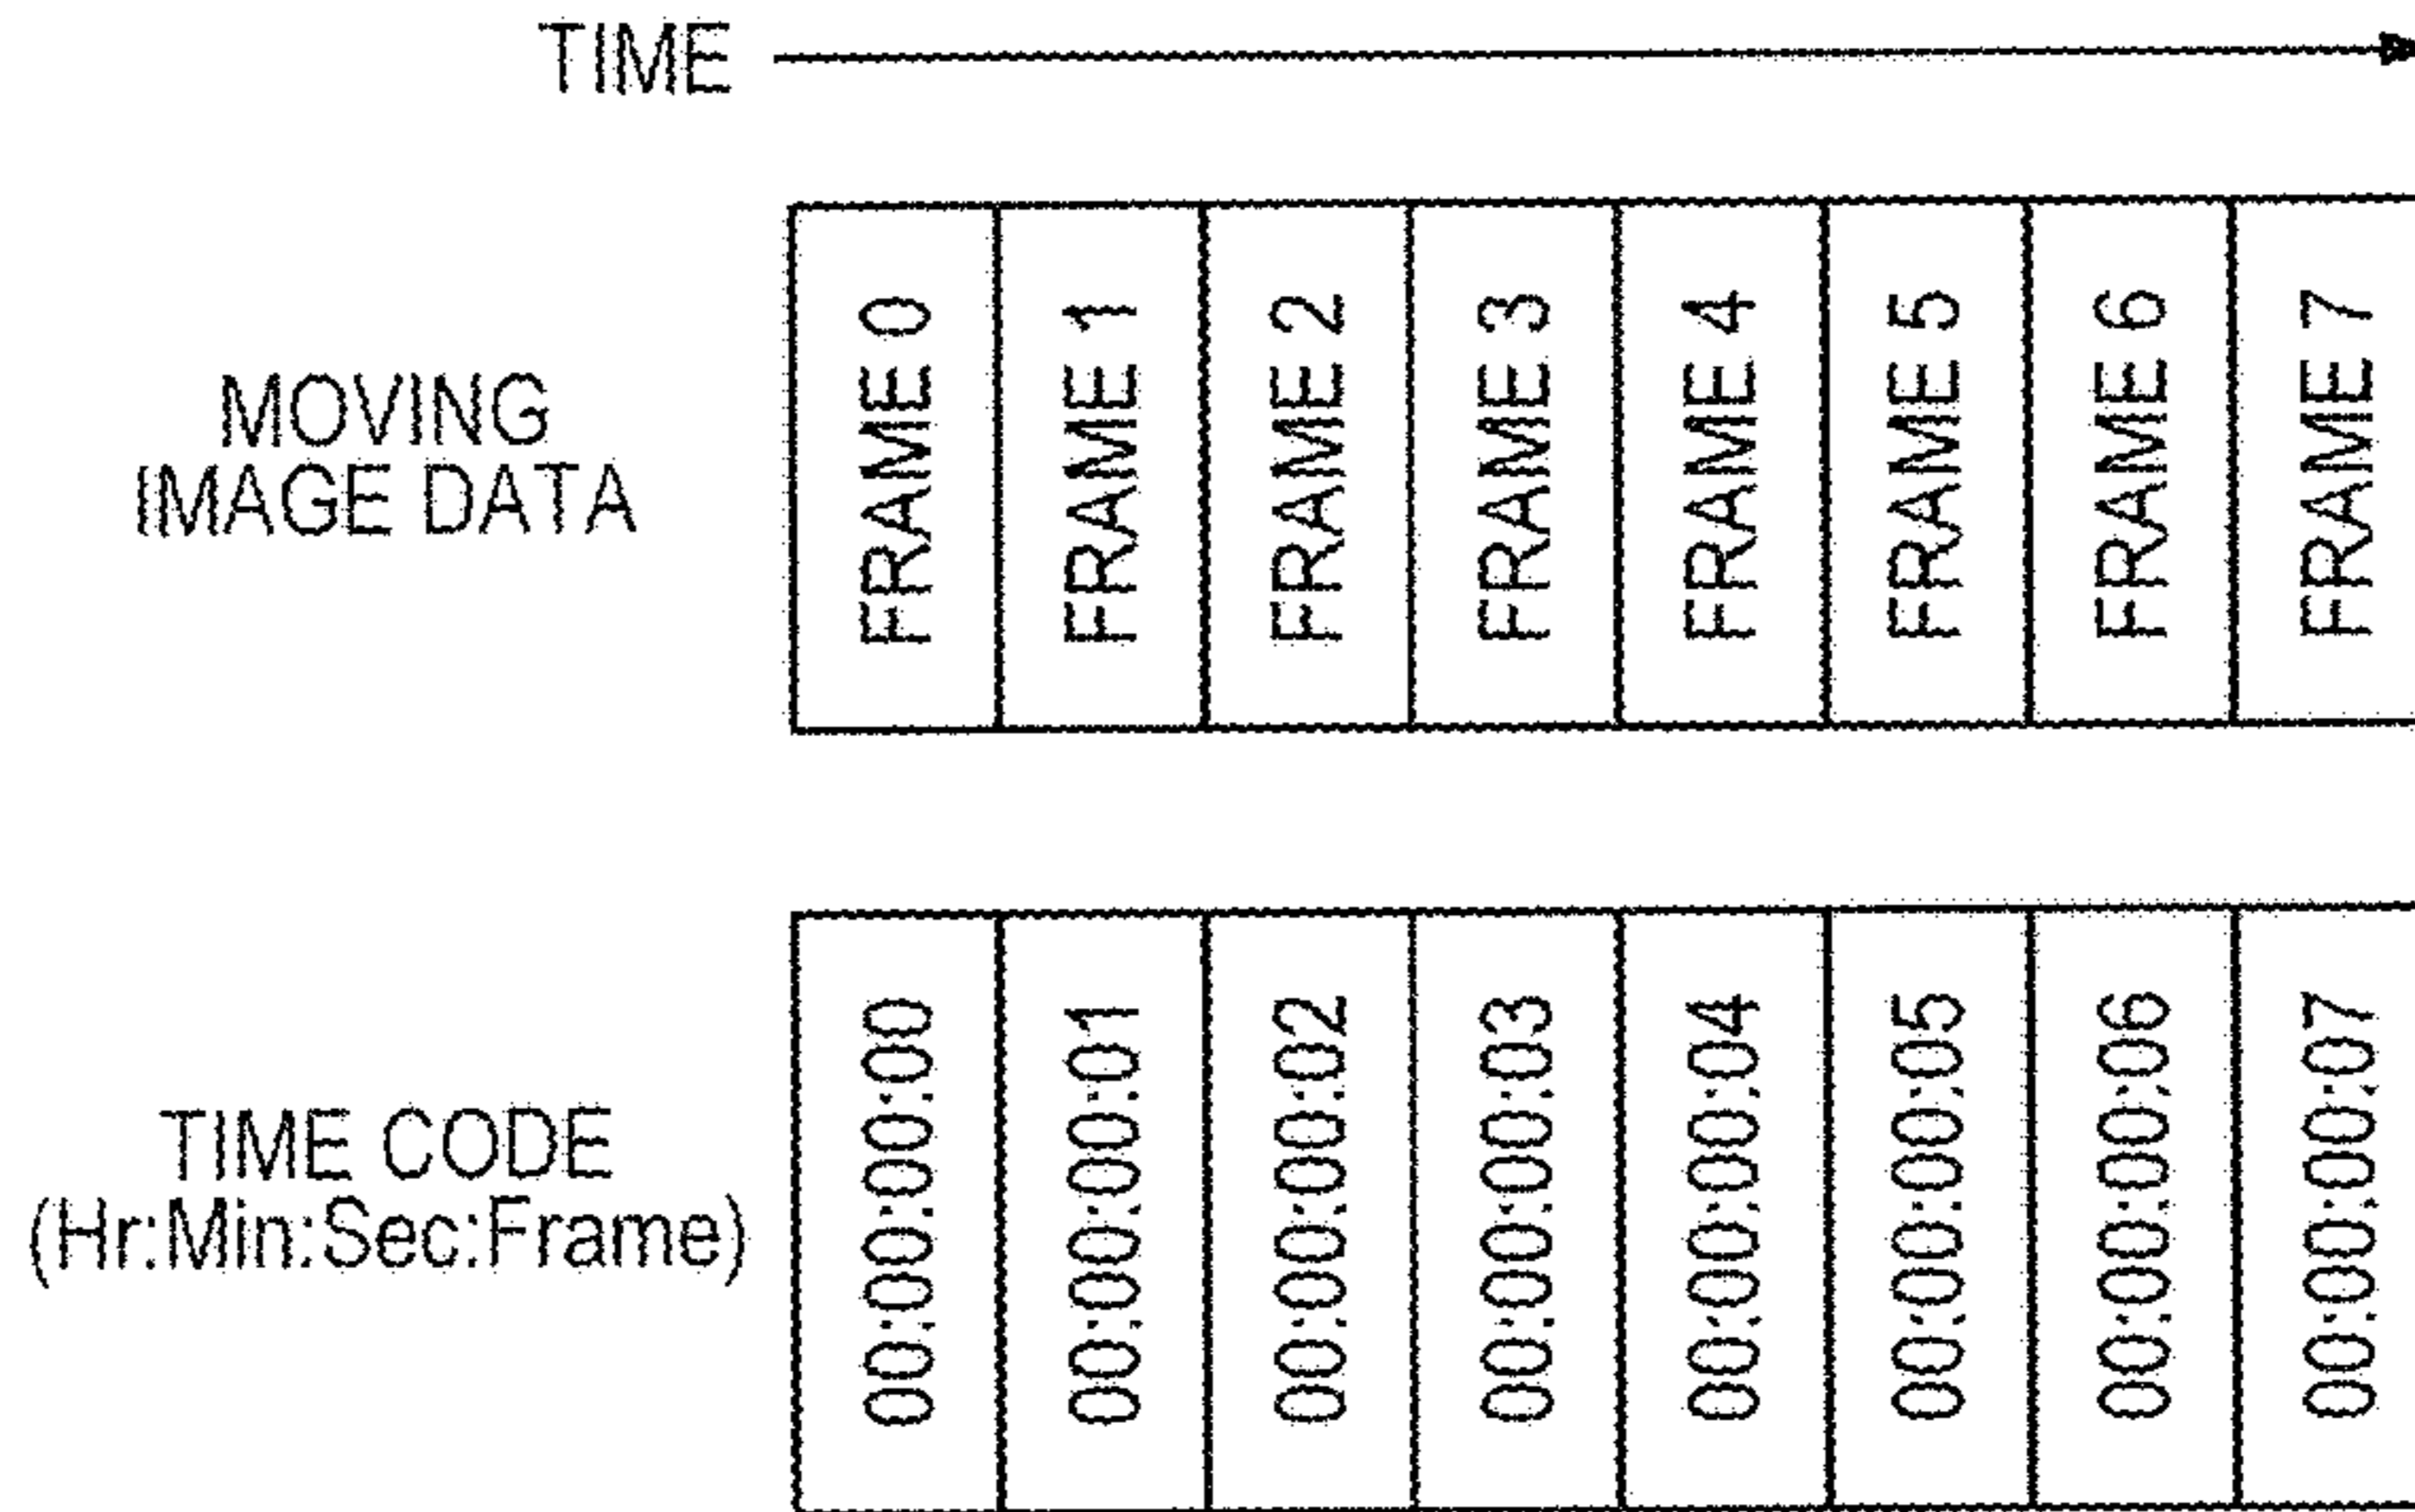 TIME
MOVING
IMAGE DATA
FRAME 0
FRAME 1
FRAME 2
FRAME 3
FRAME 4
FRAME 5
FRAME 6
FRAME 7
TIME CODE
(Hr:Min:Sec:Frame)
00:00:00:00
00:00:00:01
00:00:00:02
00:00:00:03
00:00:00:04
00:00:00:05
00:00:00:06
00:00:00:07